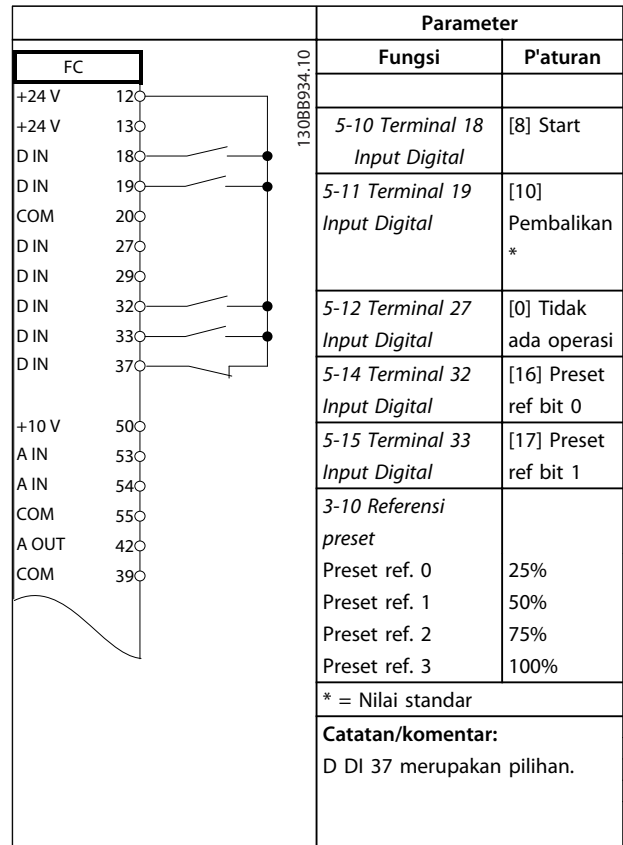 Parameter
FC
130BB934.10
Fungsi P'aturan
+24 V 12
+24 V 13
D IN 18
D IN 19
COM 20
D IN 27
D IN 29
D IN 32
D IN 33
D IN 37
+10 V 50
A IN 53
A IN 54
COM 55
A OUT 42
COM 39
5-10 Terminal 18 [8] Start
Input Digital
5-11 Terminal 19 [10]
Input Digital Pembalikan
*
5-12 Terminal 27 [0] Tidak
Input Digital ada operasi
5-14 Terminal 32 [16] Preset
Input Digital ref bit 0
5-15 Terminal 33 [17] Preset
Input Digital ref bit 1
3-10 Referensi
preset
Preset ref. 0 25%
Preset ref. 1 50%
Preset ref. 2 75%
Preset ref. 3 100%
* = Nilai standar
Catatan/komentar:
D DI 37 merupakan pilihan.